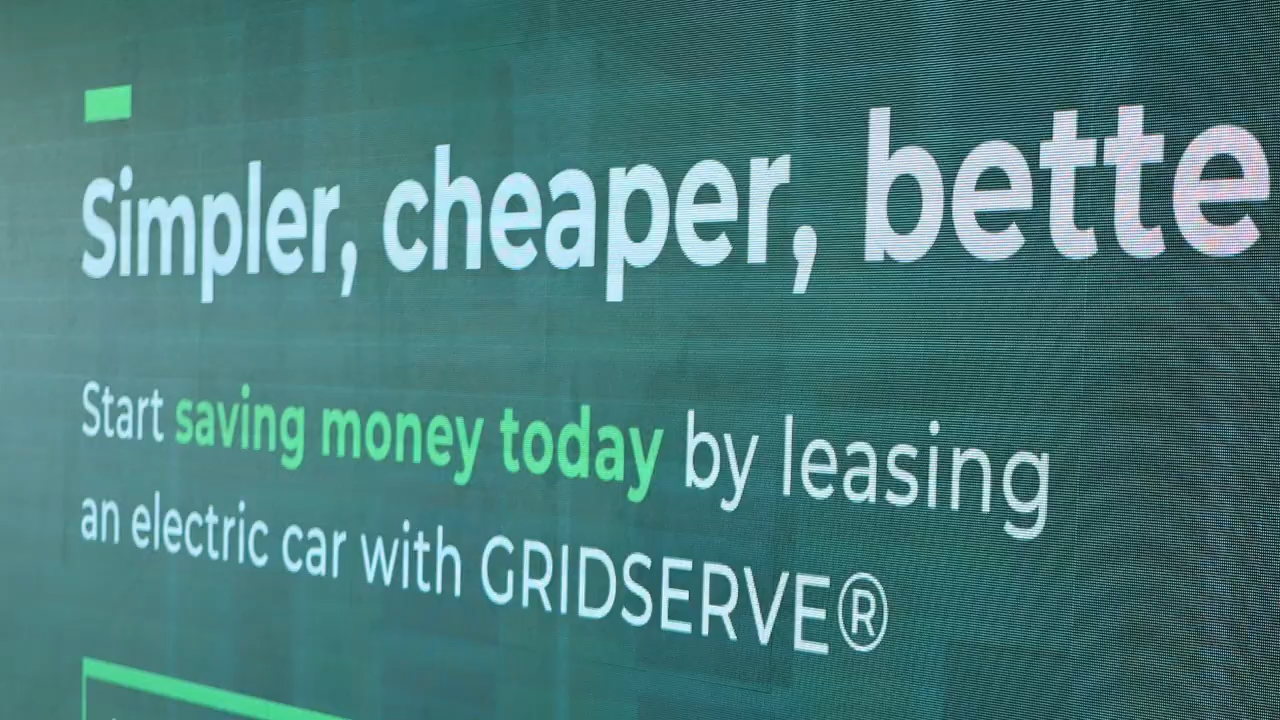 Simpler, cheaper, bette
Start saving money today by leasing
an electric car with GRIDSERVE®